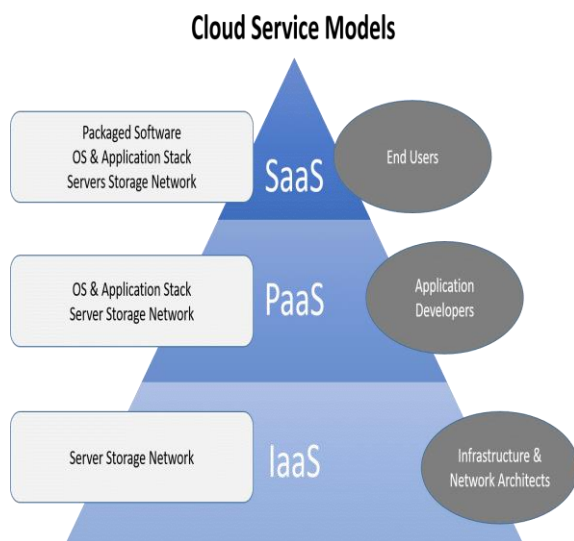 Cloud Service Models
Packaged Software
OS & Application Stack
Servers Storage Network
SaaS
End Users
OS & Application Stack
Server Storage Network
PaaS
Application
Developers
Server Storage Network
IaaS
Infrastructure &
Network Architects